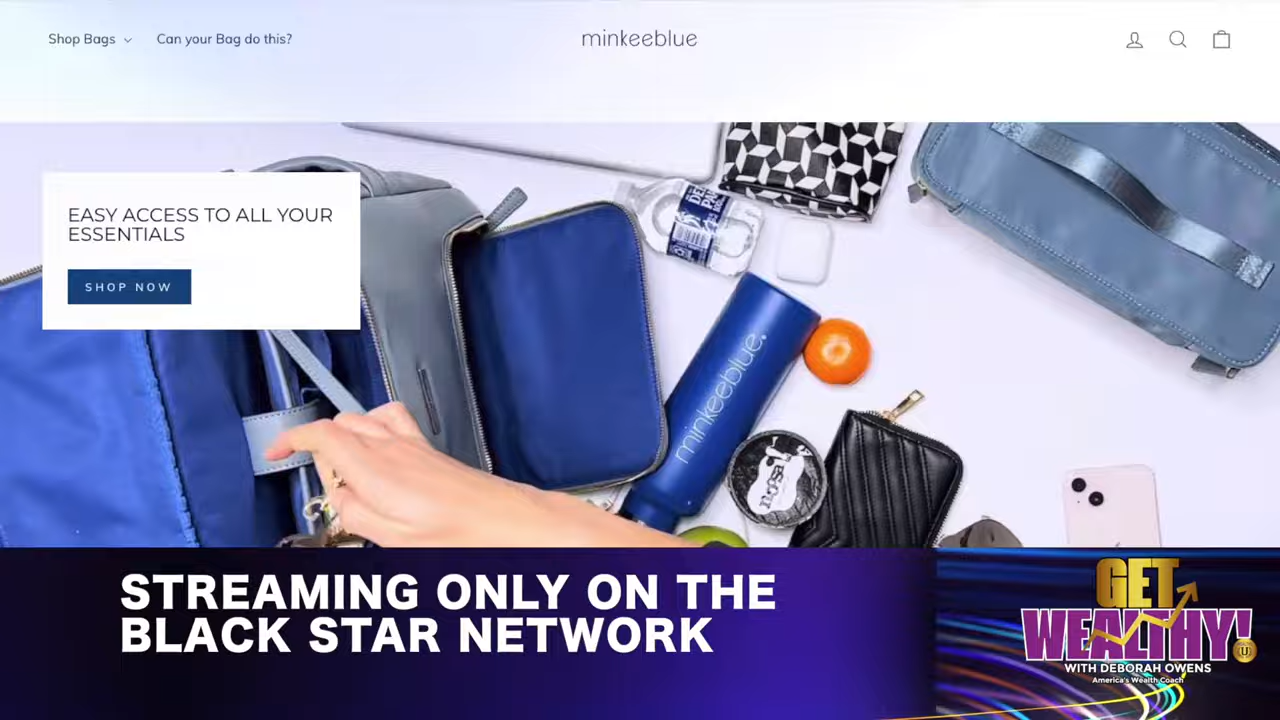 Shop Bags
Can your Bag do this?
minkeeblue
EASY ACCESS TO ALL YOUR
ESSENTIALS
SHOP NOW
minkeeblue
STREAMING ONLY ON THE
BLACK STAR NETWORK
GET
WEALTHY!
WITH DEBORAH OWENS
America's Wealth Coach